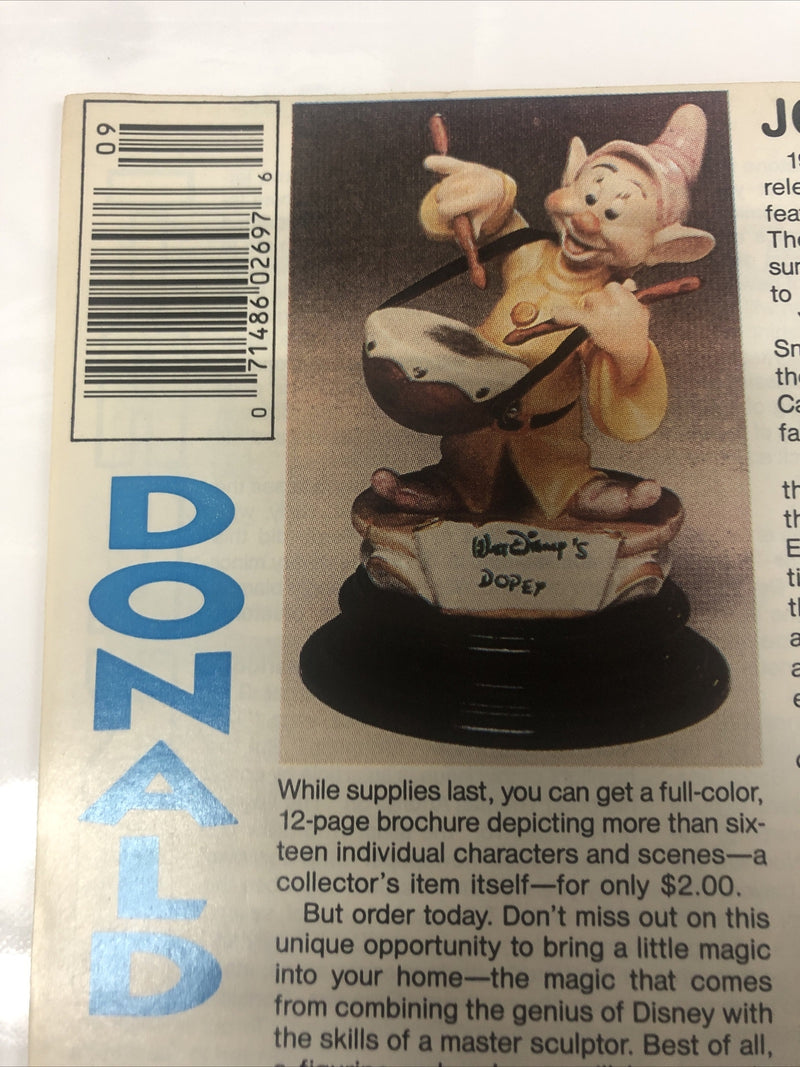 09
0 71486 02697 6
DONALD
Walt Disney's
DOPEY
While supplies last, you can get a full-color,
12-page brochure depicting more than six-
teen individual characters and scenes—a
collector's item itself—for only $2.00.
But order today. Don't miss out on this
unique opportunity to bring a little magic
into your home—the magic that comes
from combining the genius of Disney with
the skills of a master sculptor. Best of all,
to